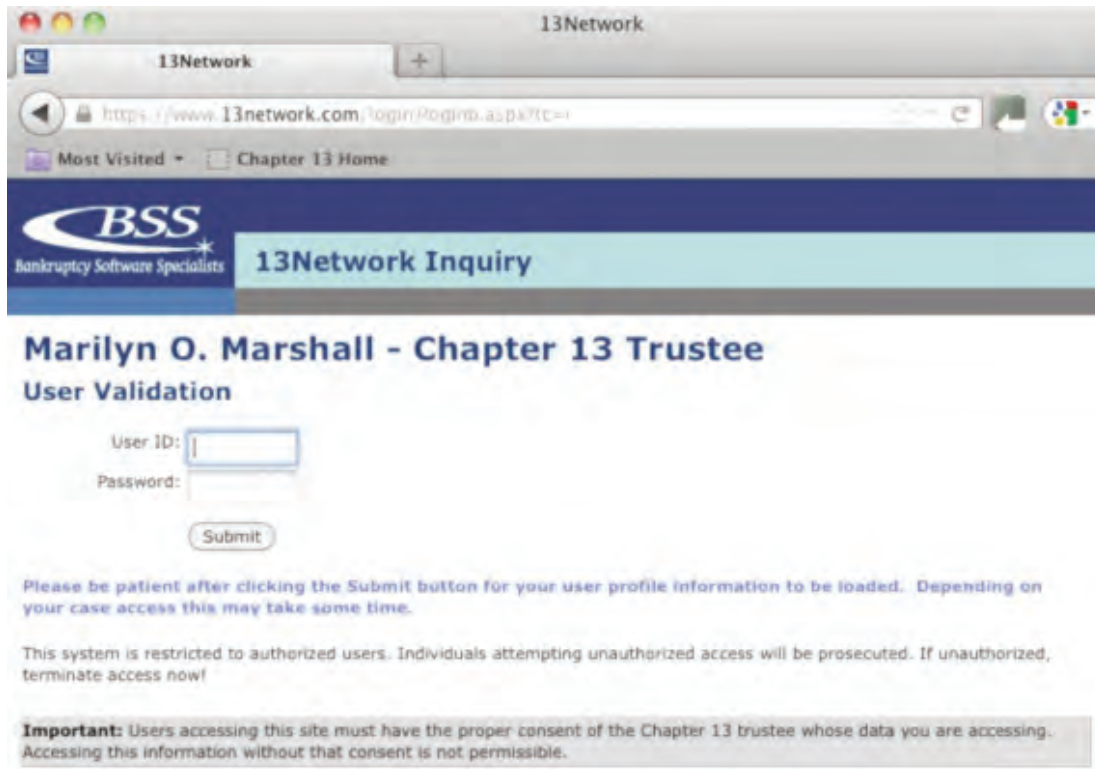 13Network
13Network
+
https://www.13network.com/login/loginb.aspx?tc=
Most Visited
Chapter 13 Home
BSS
Bankruptcy Software Specialists
13Network Inquiry
Marilyn O. Marshall - Chapter 13 Trustee
User Validation
User ID:
Password:
Submit
Please be patient after clicking the Submit button for your user profile information to be loaded. Depending on
your case access this may take some time.
This system is restricted to authorized users. Individuals attempting unauthorized access will be prosecuted. If unauthorized,
terminate access now!
Important: Users accessing this site must have the proper consent of the Chapter 13 trustee whose data you are accessing.
Accessing this information without that consent is not permissible.